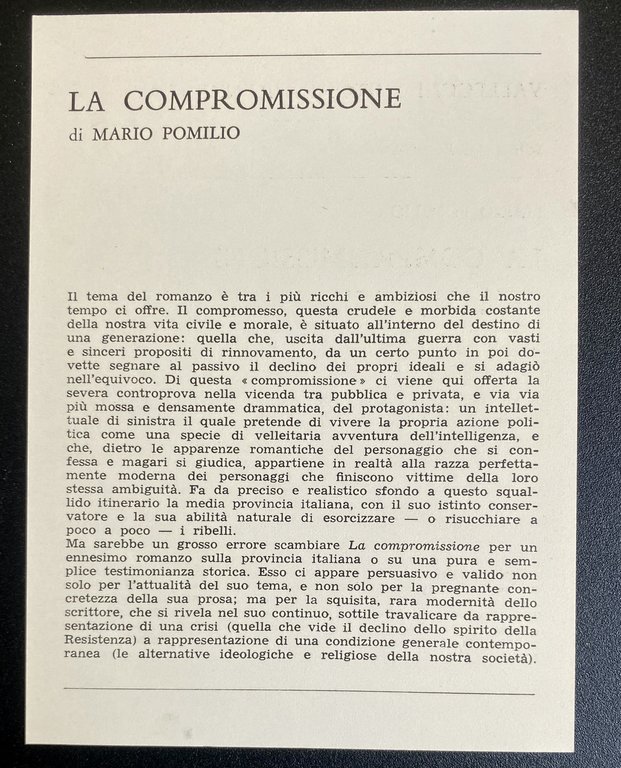 LA COMPROMISSIONE
di MARIO POMILIO
Il tema del romanzo è tra i più ricchi e ambiziosi che il nostro
tempo ci offre. Il compromesso, questa crudele e morbida costante
della nostra vita civile e morale, è situato all'interno del destino di
una generazione: quella che, uscita dall'ultima guerra con vasti
e sinceri propositi di rinnovamento, da un certo punto in poi do-
vette segnare al passivo il declino dei propri ideali e si adagiò
nell'equivoco. Di questa « compromissione » ci viene qui offerta la
severa controprova nella vicenda tra pubblica e privata, e via via
più mossa e densamente drammatica, del protagonista: un intellet-
tuale di sinistra il quale pretende di vivere la propria azione poli-
tica come una specie di velleitaria avventura dell'intelligenza, e
che, dietro le apparenze romantiche del personaggio che si con-
fessa e magari si giudica, appartiene in realtà alla razza perfetta-
mente moderna dei personaggi che finiscono vittime della loro
stessa ambiguità. Fa da preciso e realistico sfondo a questo squal-
lido itinerario la media provincia italiana, con il suo istinto conser-
vatore e la sua abilità naturale di esorcizzare — o risucchiare a
poco a poco — i ribelli.
Ma sarebbe un grosso errore scambiare La compromissione per un
ennesimo romanzo sulla provincia italiana o su una pura e sem-
plice testimonianza storica. Esso ci appare persuasivo e valido non
solo per l'attualità del suo tema, e non solo per la pregnante con-
cretezza della sua prosa; ma per la squisita, rara modernità dello
scrittore, che si rivela nel suo continuo, sottile travalicare da rappre-
sentazione di una crisi (quella che vide il declino dello spirito della
Resistenza) a rappresentazione di una condizione generale contempo-
ranea (le alternative ideologiche e religiose della nostra società).